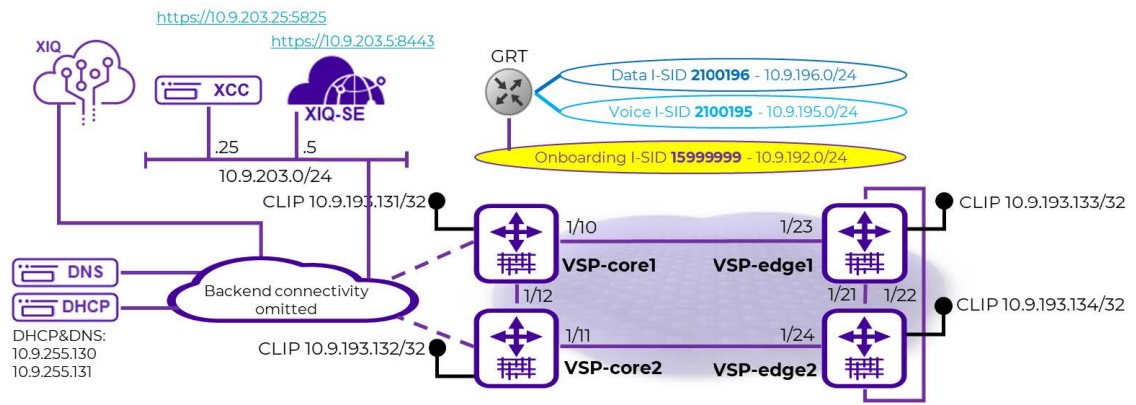 https://10.9.203.25:5825
https://10.9.203.5:8443
XIQ
GRT
XCC
XIQ-SE
Data I-SID 2100196 - 10.9.196.0/24
Voice I-SID 2100195 - 10.9.195.0/24
Onboarding I-SID 15999999 - 10.9.192.0/24
.25
.5
10.9.203.0/24
CLIP 10.9.193.131/32
CLIP 10.9.193.133/32
1/10
1/23
VSP-core1
VSP-edge1
DNS
DHCP
Backend connectivity
omitted
1/12
1/21
1/22
CLIP 10.9.193.134/32
DHCP&DNS:
10.9.255.130
10.9.255.131
CLIP 10.9.193.132/32
1/11
1/24
VSP-core2
VSP-edge2